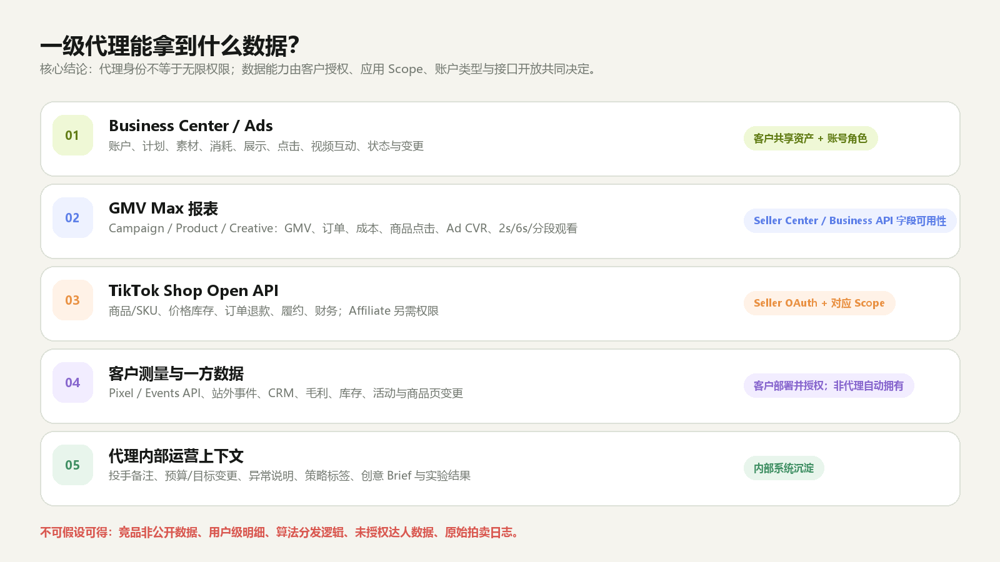 一级代理能拿到什么数据？
核心结论：代理身份不等于无限权限；数据能力由客户授权、应用 Scope、账户类型与接口开放共同决定。
01
Business Center / Ads
账户、计划、素材、消耗、展示、点击、视频互动、状态与变更
客户共享资产 + 账号角色
02
GMV Max 报表
Campaign / Product / Creative：GMV、订单、成本、商品点击、Ad CVR、2s/6s/分段观看
Seller Center / Business API 字段可用性
03
TikTok Shop Open API
商品/SKU、价格库存、订单退款、履约、财务；Affiliate 另需权限
Seller OAuth + 对应 Scope
04
客户测量与一方数据
Pixel / Events API、站外事件、CRM、毛利、库存、活动与商品页变更
客户部署并授权；非代理自动拥有
05
代理内部运营上下文
投手备注、预算/目标变更、异常说明、策略标签、创意 Brief 与实验结果
内部系统沉淀
不可假设可得：竞品非公开数据、用户级明细、算法分发逻辑、未授权达人数据、原始拍卖日志。